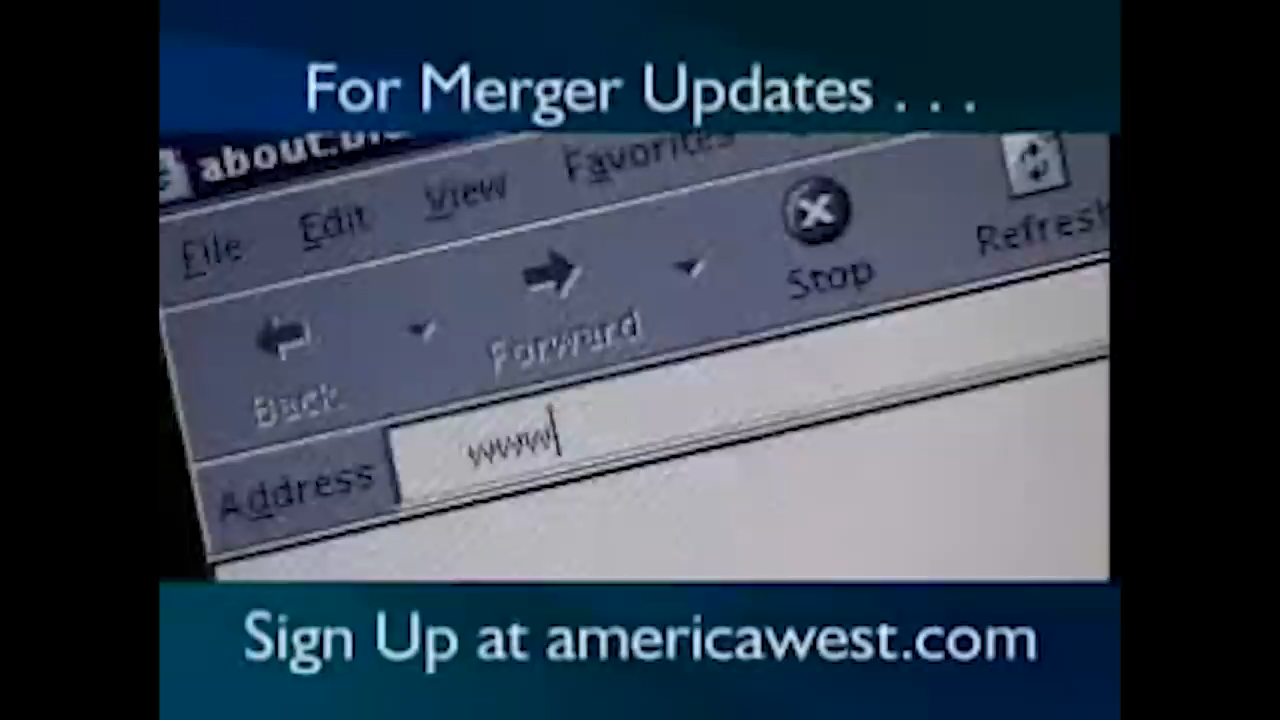 For Merger Updates . . .
File Edit View Favorites
Back Forward Stop Refresh
Address www
Sign Up at americawest.com